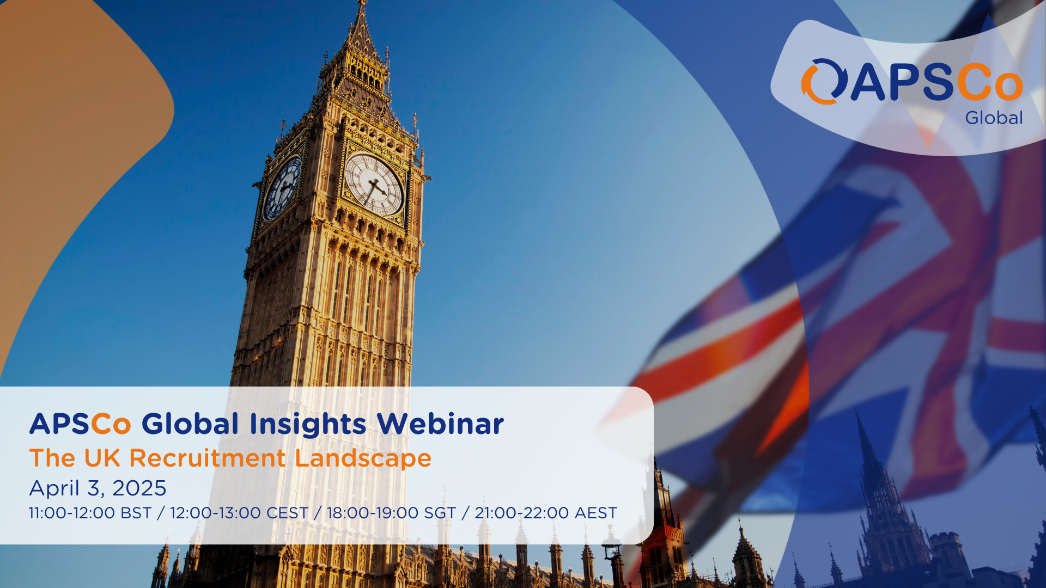 APSCo
Global
APSCo Global Insights Webinar
The UK Recruitment Landscape
April 3, 2025
11:00-12:00 BST / 12:00-13:00 CEST / 18:00-19:00 SGT / 21:00-22:00 AEST